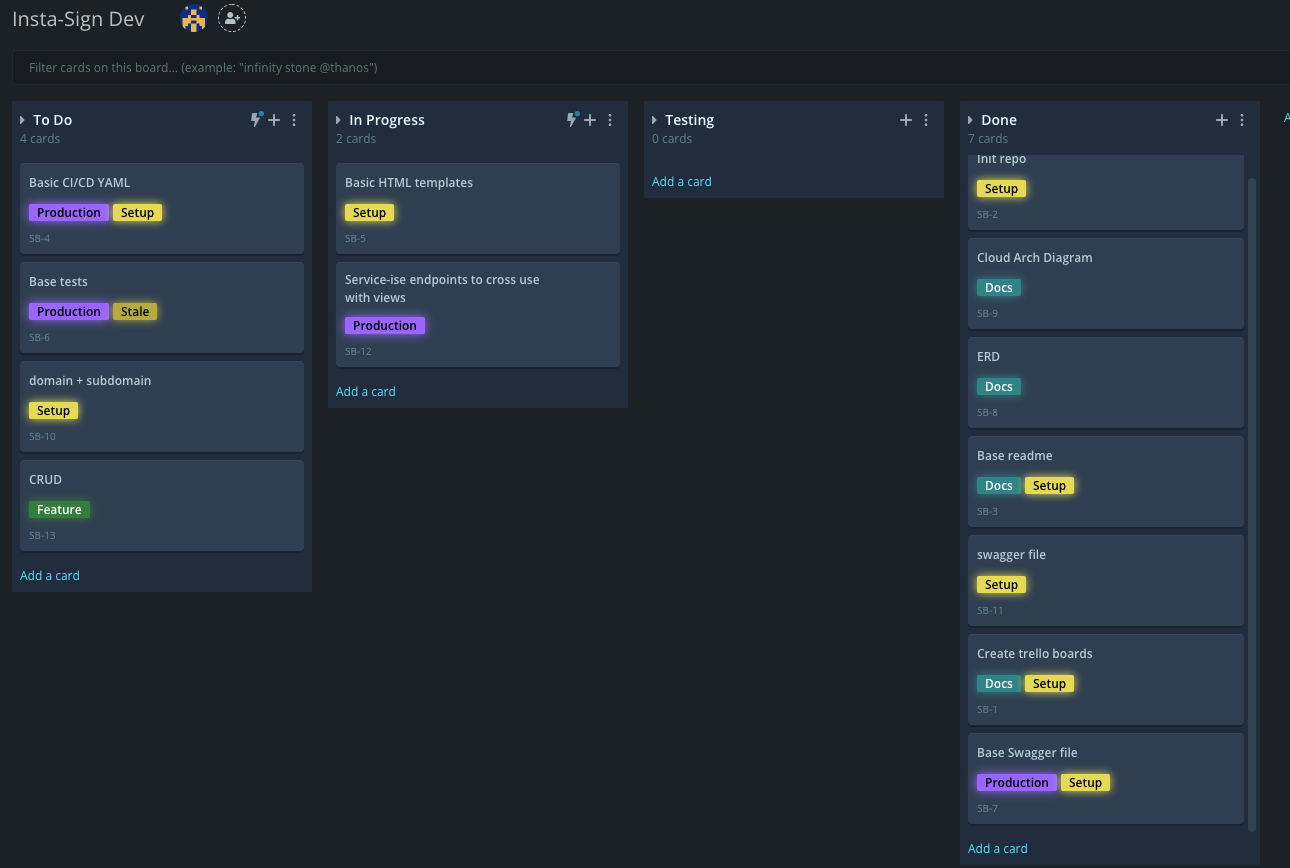 Insta-Sign Dev
Filter cards on this board... (example: "infinity stone @thanos")
To Do
4 cards
Basic CI/CD YAML
Production Setup
SB-4
Base tests
Production Stale
SB-6
domain + subdomain
Setup
SB-10
CRUD
Feature
SB-13
Add a card
In Progress
2 cards
Basic HTML templates
Setup
SB-5
Service-ise endpoints to cross use
with views
Production
SB-12
Add a card
Testing
0 cards
Add a card
Done
7 cards
Init repo
Setup
SB-2
Cloud Arch Diagram
Docs
SB-9
ERD
Docs
SB-8
Base readme
Docs Setup
SB-3
swagger file
Setup
SB-11
Create trello boards
Docs Setup
SB-1
Base Swagger file
Production Setup
SB-7
Add a card